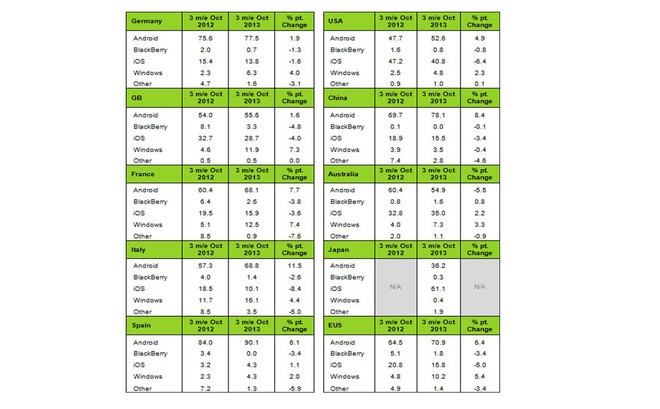 Germany 3 m/e Oct 2012 3 m/e Oct 2013 % pt. Change
Android 75.6 77.5 1.9
BlackBerry 2.0 0.7 -1.3
iOS 15.4 13.8 -1.6
Windows 2.3 6.3 4.0
Other 4.7 1.6 -3.1
GB 3 m/e Oct 2012 3 m/e Oct 2013 % pt. Change
Android 54.0 55.6 1.6
BlackBerry 8.1 3.3 -4.8
iOS 32.7 28.7 -4.0
Windows 4.6 11.9 7.3
Other 0.5 0.5 0.0
France 3 m/e Oct 2012 3 m/e Oct 2013 % pt. Change
Android 60.4 68.1 7.7
BlackBerry 6.4 2.6 -3.8
iOS 19.5 15.9 -3.6
Windows 5.1 12.5 7.4
Other 8.5 0.9 -7.6
Italy 3 m/e Oct 2012 3 m/e Oct 2013 % pt. Change
Android 57.3 68.8 11.5
BlackBerry 4.0 1.4 -2.6
iOS 18.5 10.1 -8.4
Windows 11.7 16.1 4.4
Other 8.5 3.5 -5.0
Spain 3 m/e Oct 2012 3 m/e Oct 2013 % pt. Change
Android 84.0 90.1 6.1
BlackBerry 3.4 0.0 -3.4
iOS 3.2 4.3 1.1
Windows 2.3 4.3 2.0
Other 7.2 1.3 -5.9
USA 3 m/e Oct 2012 3 m/e Oct 2013 % pt. Change
Android 47.7 52.6 4.9
BlackBerry 1.6 0.8 -0.8
iOS 47.2 40.8 -6.4
Windows 2.5 4.8 2.3
Other 0.9 1.0 0.1
China 3 m/e Oct 2012 3 m/e Oct 2013 % pt. Change
Android 69.7 78.1 8.4
BlackBerry 0.1 0.0 -0.1
iOS 18.9 15.5 -3.4
Windows 3.9 3.5 -0.4
Other 7.4 2.8 -4.6
Australia 3 m/e Oct 2012 3 m/e Oct 2013 % pt. Change
Android 60.4 54.9 -5.5
BlackBerry 0.8 1.6 0.8
iOS 32.8 35.0 2.2
Windows 4.0 7.3 3.3
Other 2.0 1.1 -0.9
Japan 3 m/e Oct 2012 3 m/e Oct 2013 % pt. Change
Android 36.2
BlackBerry 0.3
iOS N/A 61.1 N/A
Windows 0.4
Other 1.9
EU5 3 m/e Oct 2012 3 m/e Oct 2013 % pt. Change
Android 64.5 70.9 6.4
BlackBerry 5.1 1.8 -3.4
iOS 20.8 15.8 -5.0
Windows 4.8 10.2 5.4
Other 4.9 1.4 -3.4